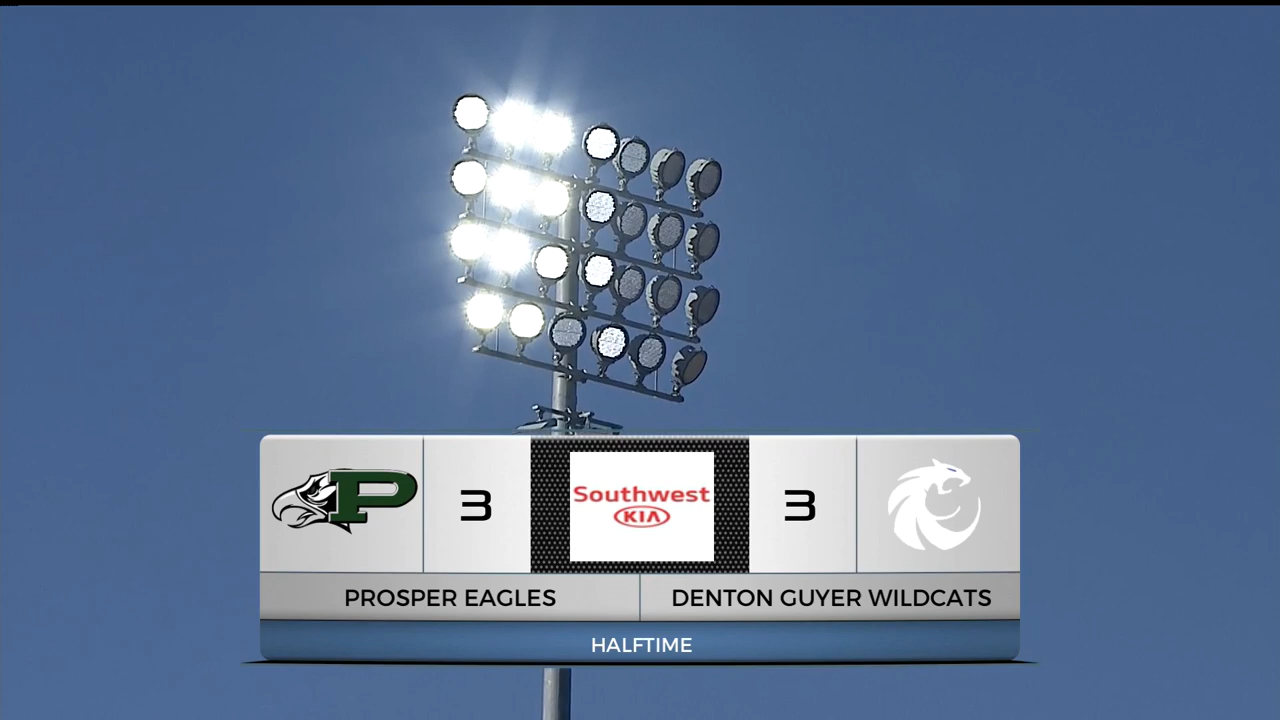 P
3
Southwest
KIA
3
PROSPER EAGLES
DENTON GUYER WILDCATS
HALFTIME